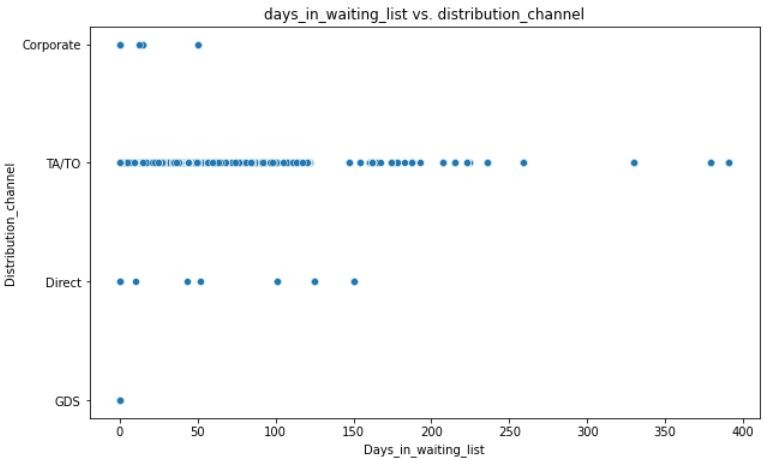 days_in_waiting_list vs. distribution_channel
Corporate
TA/TO
Direct
GDS
Distribution_channel
0 50 100 150 200 250 300 350 400
Days_in_waiting_list